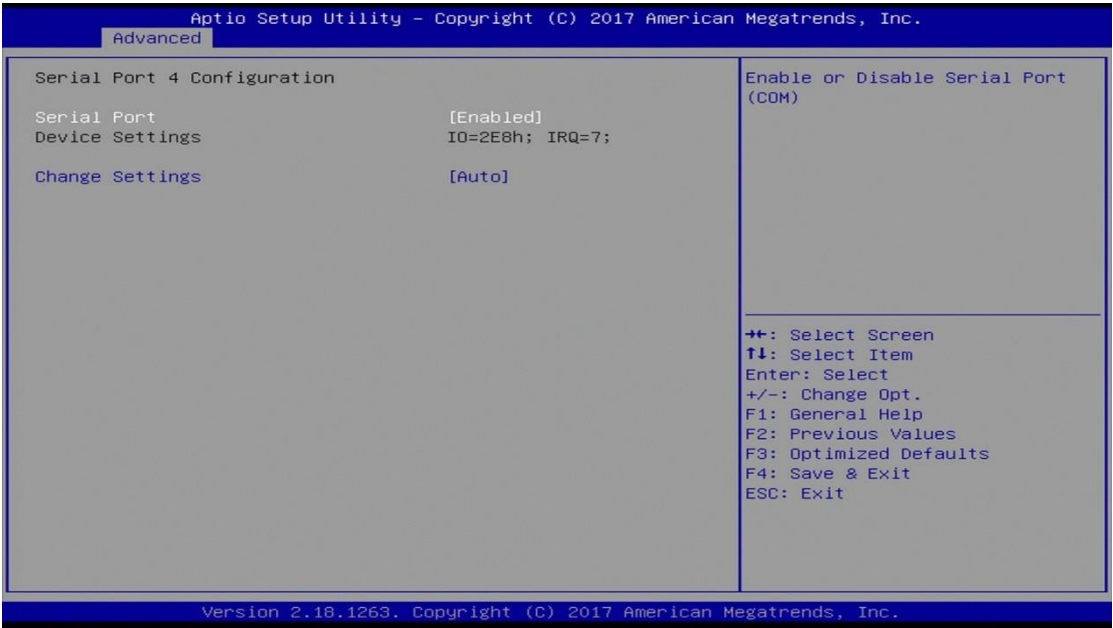 Aptio Setup Utility – Copyright (C) 2017 American Megatrends, Inc.
Advanced
Serial Port 4 Configuration
Serial Port [Enabled]
Device Settings IO=2E8h; IRQ=7;
Change Settings [Auto]
Enable or Disable Serial Port
(COM)
→←: Select Screen
↑↓: Select Item
Enter: Select
+/-: Change Opt.
F1: General Help
F2: Previous Values
F3: Optimized Defaults
F4: Save & Exit
ESC: Exit
Version 2.18.1263. Copyright (C) 2017 American Megatrends, Inc.